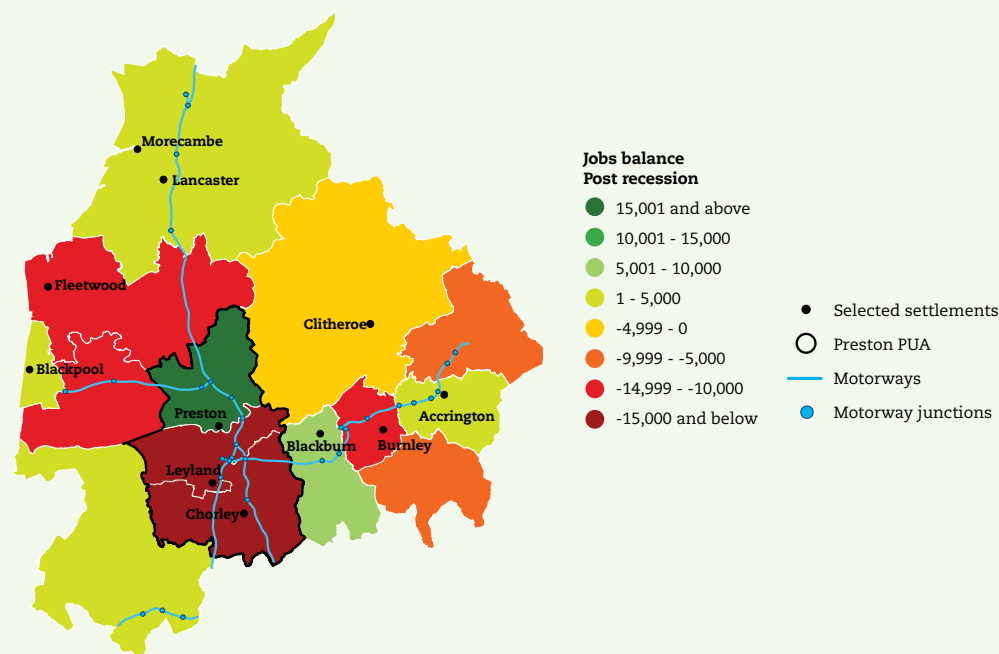 Morecambe
Lancaster
Fleetwood
Clitheroe
Blackpool
Preston
Accrington
Blackburn
Burnley
Leyland
Chorley
Jobs balance
Post recession
15,001 and above
10,001 - 15,000
5,001 - 10,000
1 - 5,000
-4,999 - 0
-9,999 - -5,000
-14,999 - -10,000
-15,000 and below
Selected settlements
Preston PUA
Motorways
Motorway junctions